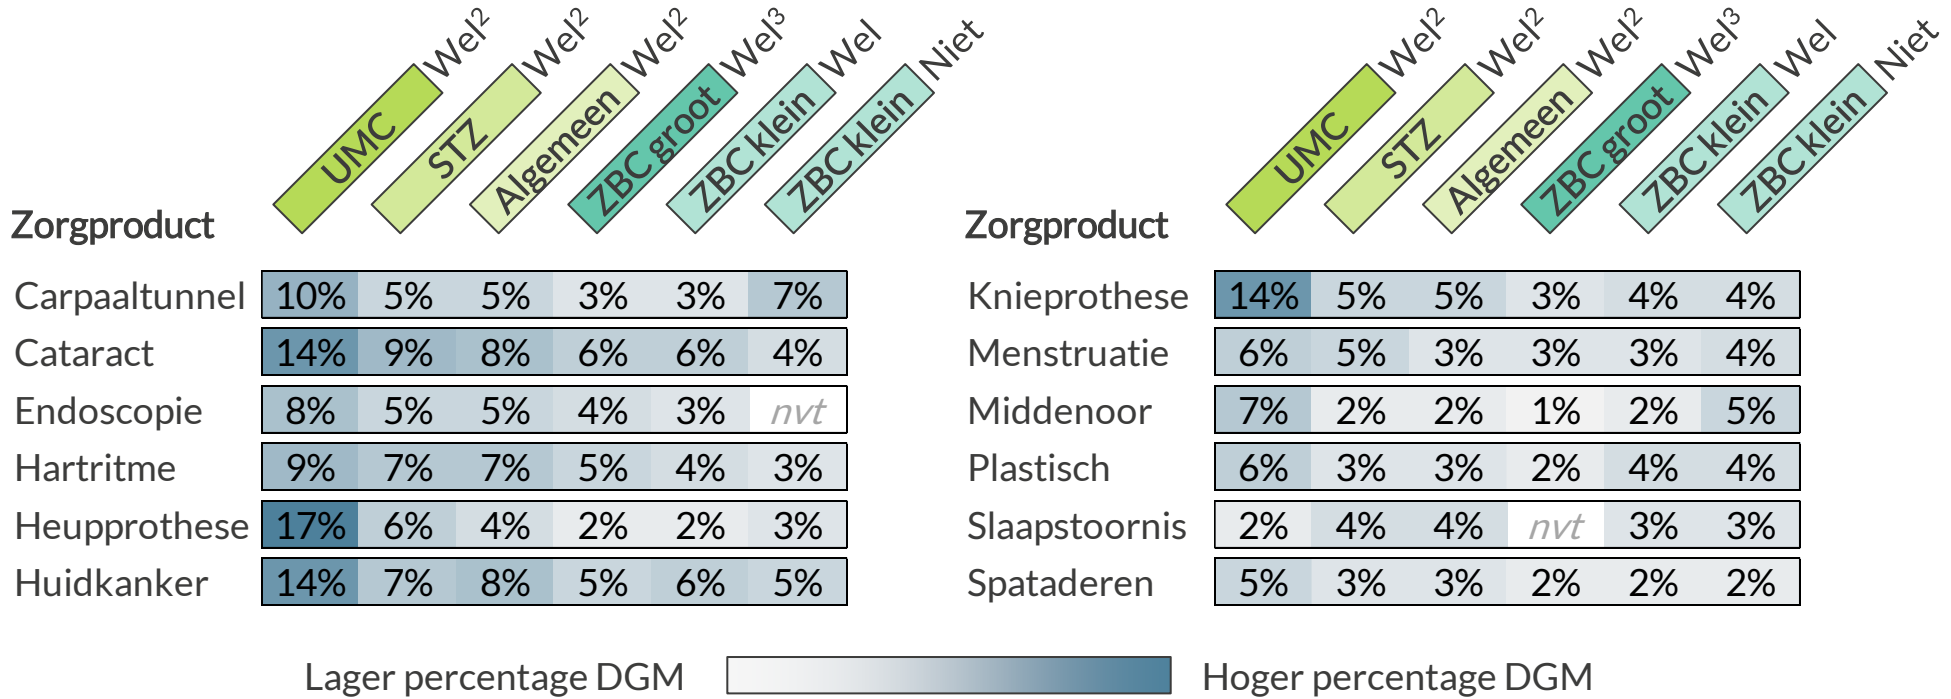 Wel² Wel² Wel² Wel³ Wel Niet
UMC STZ Algemeen ZBC groot ZBC klein ZBC klein
Zorgproduct
Carpaaltunnel 10% 5% 5% 3% 3% 7%
Cataract 14% 9% 8% 6% 6% 4%
Endoscopie 8% 5% 5% 4% 3% nvt
Hartritme 9% 7% 7% 5% 4% 3%
Heupprothese 17% 6% 4% 2% 2% 3%
Huidkanker 14% 7% 8% 5% 6% 5%
Wel² Wel² Wel² Wel³ Wel Niet
UMC STZ Algemeen ZBC groot ZBC klein ZBC klein
Zorgproduct
Knieprothese 14% 5% 5% 3% 4% 4%
Menstruatie 6% 5% 3% 3% 3% 4%
Middenoor 7% 2% 2% 1% 2% 5%
Plastisch 6% 3% 3% 2% 4% 4%
Slaapstoornis 2% 4% 4% nvt 3% 3%
Spataderen 5% 3% 3% 2% 2% 2%
Lager percentage DGM Hoger percentage DGM